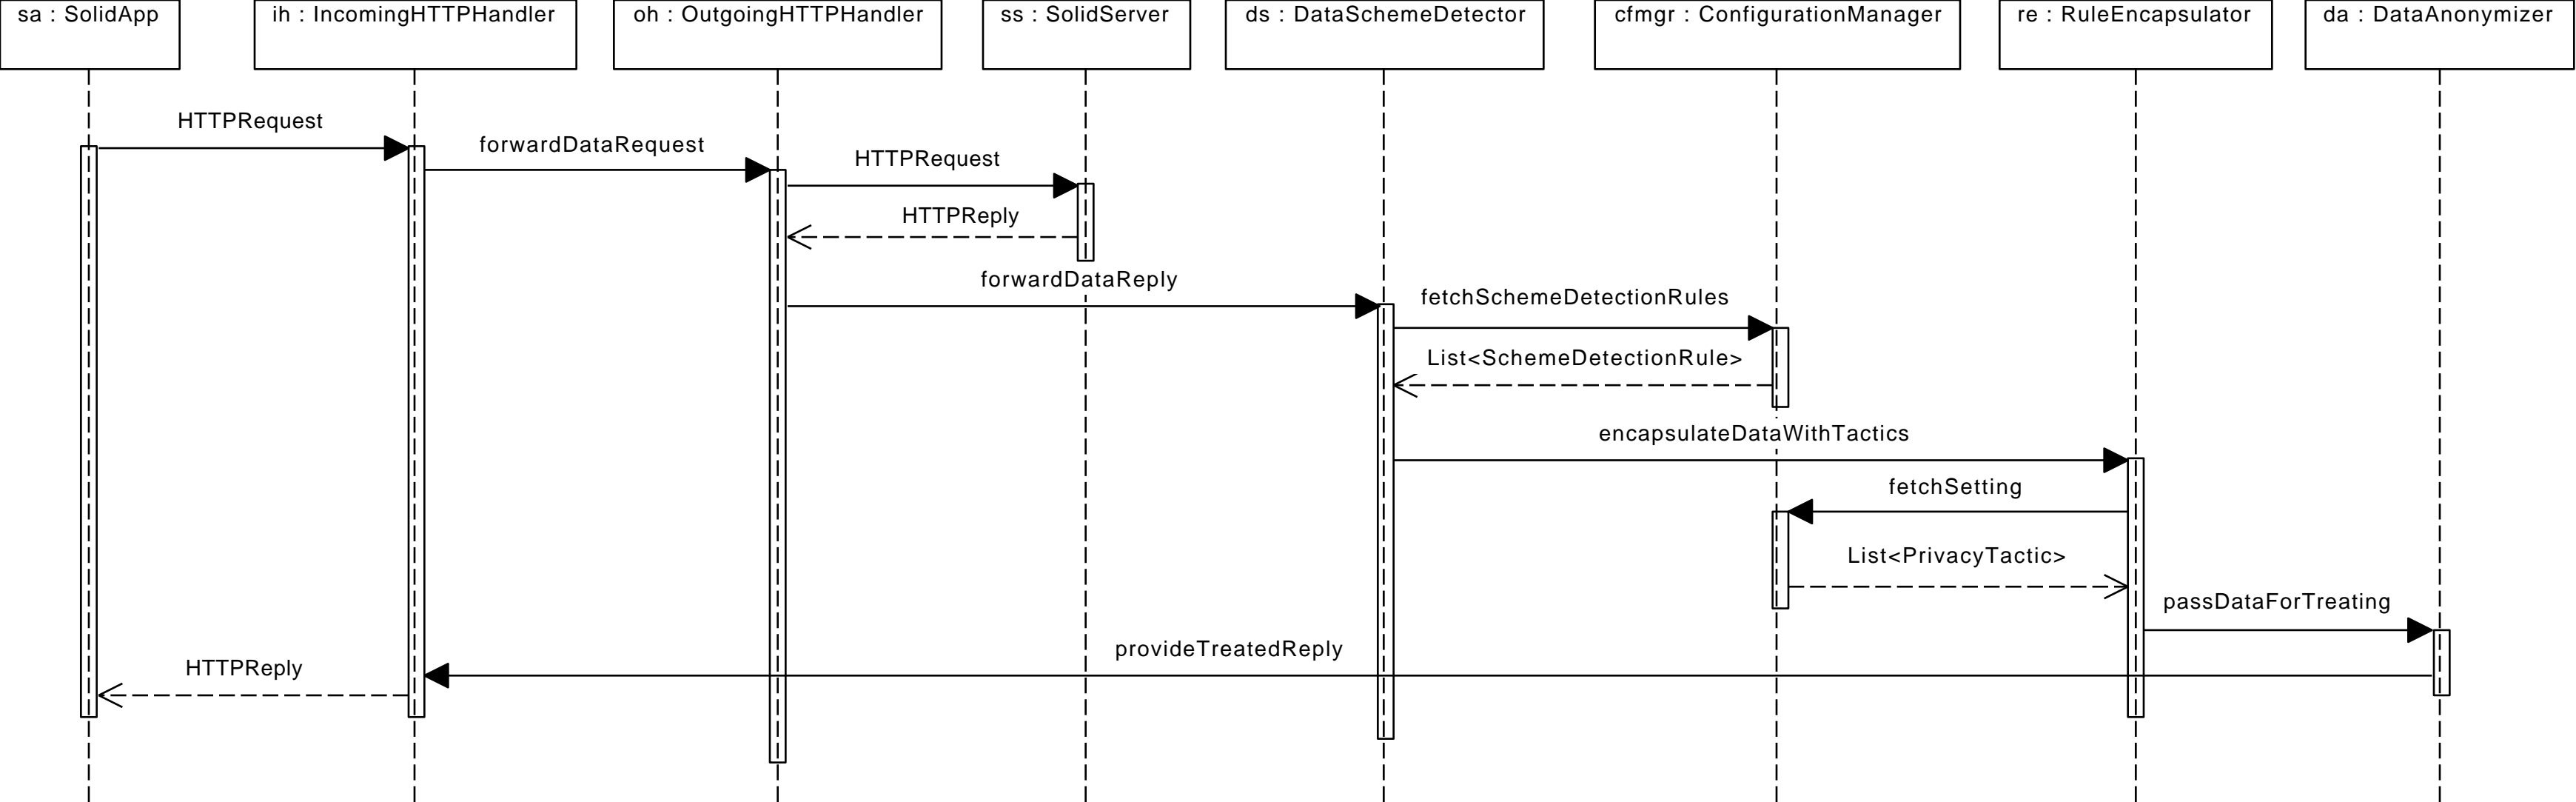 sa : SolidApp
ih : IncomingHTTPHandler
oh : OutgoingHTTPHandler
ss : SolidServer
ds : DataSchemeDetector
cfmgr : ConfigurationManager
re : RuleEncapsulator
da : DataAnonymizer
HTTPRequest
forwardDataRequest
HTTPRequest
HTTPReply
forwardDataReply
fetchSchemeDetectionRules
List<SchemeDetectionRule>
encapsulateDataWithTactics
fetchSetting
List<PrivacyTactic>
passDataForTreating
provideTreatedReply
HTTPReply